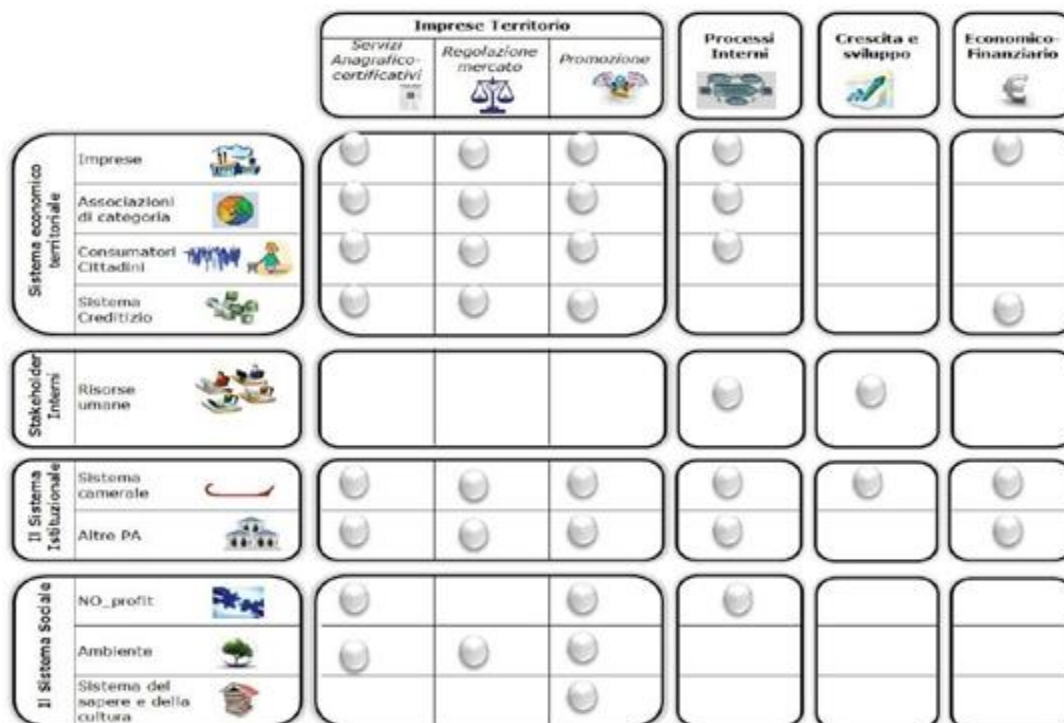 Imprese Territorio
Servizi
Anagrafico-
certificativi
Regolazione
mercato
Promozione
Processi
Interni
Crescita e
sviluppo
Economico-
Finanziario
€
Sistema economico
territoriale
Imprese
Associazioni
di categoria
Consumatori
Cittadini
Sistema
Creditizio
Stakeholder
Interni
Risorse
umane
Il Sistema
Istituzionale
Sistema
camerale
Altre PA
Il Sistema Sociale
NO_profit
Ambiente
Sistema del
sapere e della
cultura